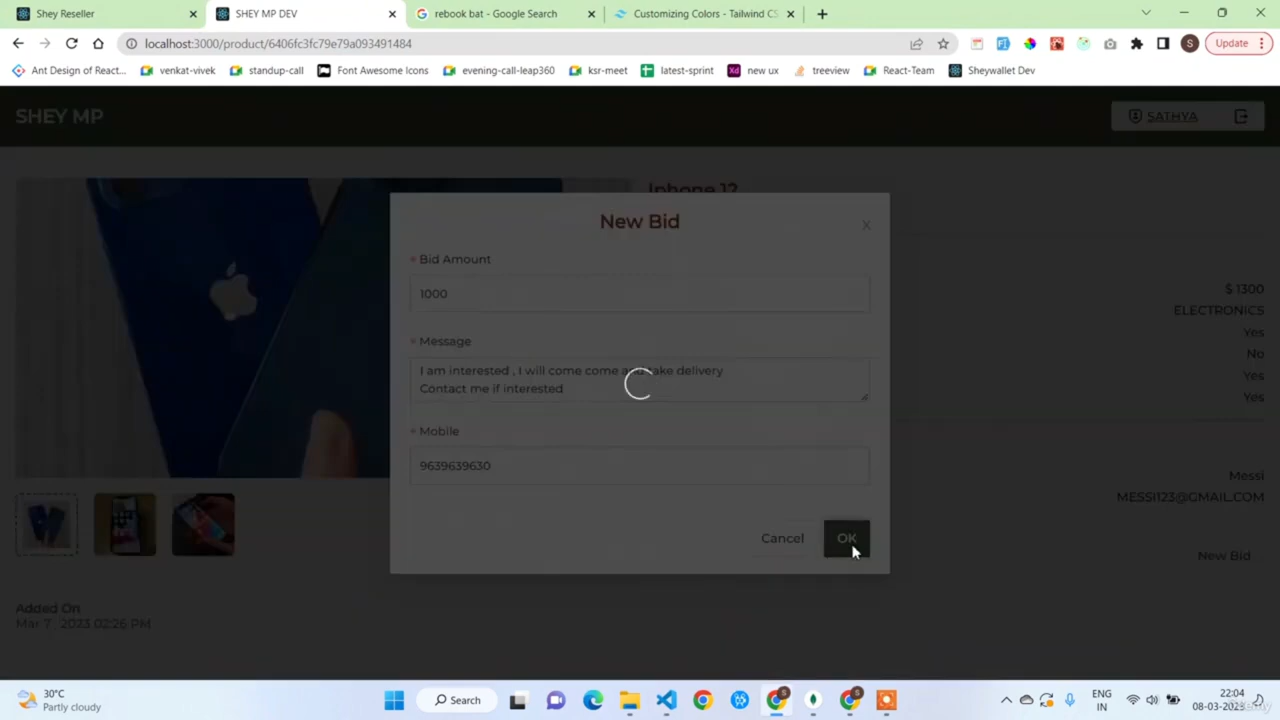 Shey Reseller
SHEY MP DEV
rebook bat - Google Search
Customizing Colors - Tailwind CS
localhost:3000/product/6406fc3fc79e79a093491484
S
Update
Ant Design of React...
venkat-vivek
standup-call
Font Awesome Icons
evening-call-leap360
ksr-meet
latest-sprint
Xd new ux
treeview
React-Team
Sheywallet Dev
SHEY MP
SATHYA
Iphone 12
New Bid
* Bid Amount
1000
* Message
I am interested , I will come come and take delivery
Contact me if interested
* Mobile
9639639630
Cancel
OK
$ 1300
ELECTRONICS
Yes
No
Yes
Yes
Messi
MESSI123@GMAIL.COM
New Bid
Added On
Mar 7 , 2023 02:26 PM
30°C
Partly cloudy
Search
ENG
IN
22:04
08-03-2023